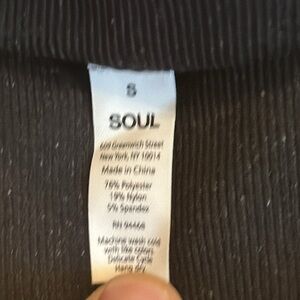 S
SOUL
609 Greenwich Street
New York, NY 10014
Made in China
76% Polyester
19% Nylon
5% Spandex
RN 94468
Machine wash cold
with like colors
Delicate Cycle
Hang dry